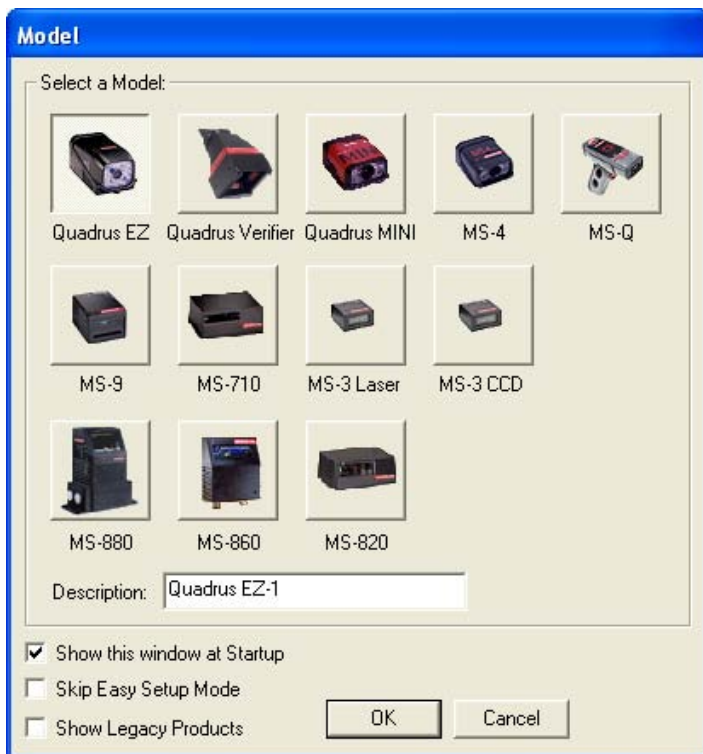 Model
Select a Model:
Quadrus EZ Quadrus Verifier Quadrus MINI MS-4 MS-Q
MS-9 MS-710 MS-3 Laser MS-3 CCD
MS-880 MS-860 MS-820
Description: Quadrus EZ-1
Show this window at Startup
Skip Easy Setup Mode
Show Legacy Products
OK Cancel